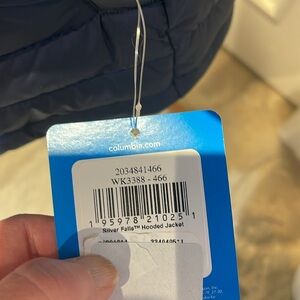 columbia.com
2034841466
WK3388 - 466
1 95978 21025 1
Silver Falls™ Hooded Jacket